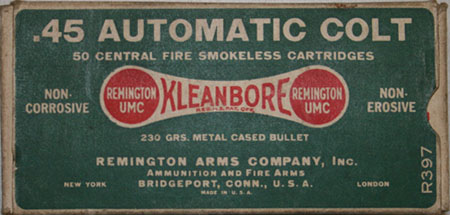 .45 AUTOMATIC COLT
50 CENTRAL FIRE SMOKELESS CARTRIDGES
NON-
CORROSIVE
REMINGTON
UMC
KLEANBORE
REMINGTON
UMC
NON-
EROSIVE
230 GRS. METAL CASED BULLET
REMINGTON ARMS COMPANY, INC.
AMMUNITION AND FIRE ARMS
NEW YORK BRIDGEPORT, CONN., U.S.A. LONDON
MADE IN U.S.A.
R397